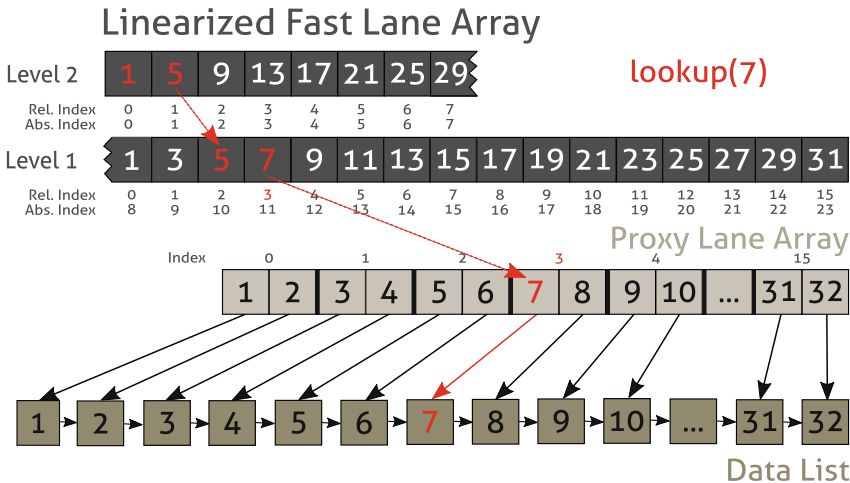 Linearized Fast Lane Array
Level 2 1 5 9 13 17 21 25 29 lookup(7)
Rel. Index 0 1 2 3 4 5 6 7
Abs. Index 0 1 2 3 4 5 6 7
Level 1 1 3 5 7 9 11 13 15 17 19 21 23 25 27 29 31
Rel. Index 0 1 2 3 4 5 6 7 8 9 10 11 12 13 14 15
Abs. Index 8 9 10 11 12 13 14 15 16 17 18 19 20 21 22 23
Proxy Lane Array
Index 0 1 2 3 4 15
1 2 3 4 5 6 7 8 9 10 ... 31 32
1 2 3 4 5 6 7 8 9 10 ... 31 32
Data List